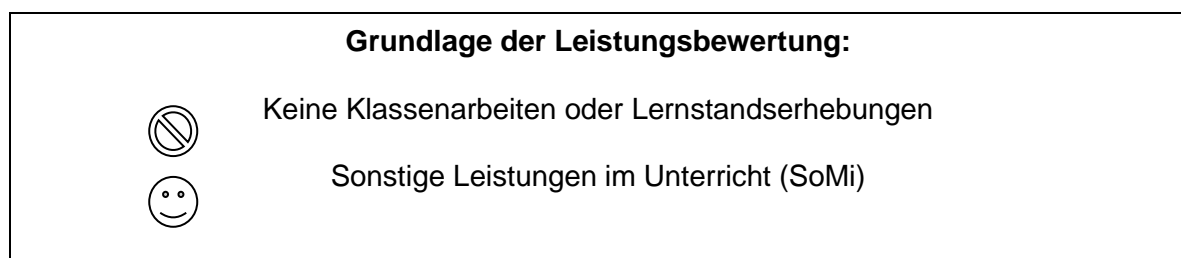 Grundlage der Leistungsbewertung:
Keine Klassenarbeiten oder Lernstandserhebungen
Sonstige Leistungen im Unterricht (SoMi)